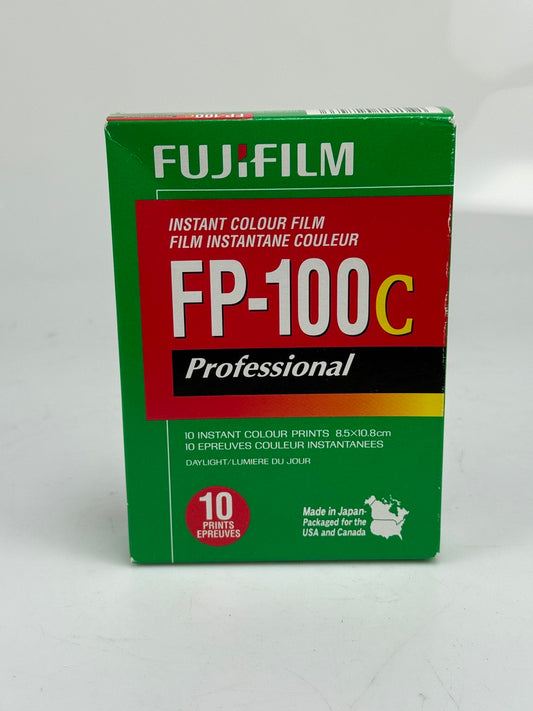 FP-100C
FUJIFILM
INSTANT COLOUR FILM
FILM INSTANTANE COULEUR
FP-100C
Professional
10 INSTANT COLOUR PRINTS 8.5×10.8cm
10 EPREUVES COULEUR INSTANTANEES
DAYLIGHT/LUMIERE DU JOUR
10
PRINTS
EPREUVES
Made in Japan-
Packaged for the
USA and Canada